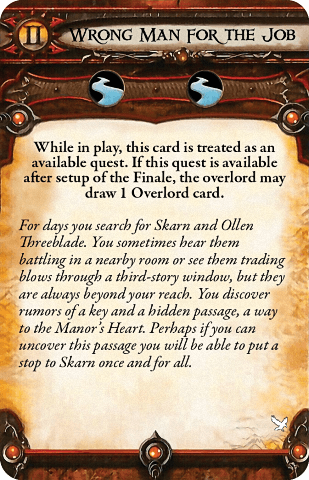 II
WRONG MAN FOR THE JOB
While in play, this card is treated as an
available quest. If this quest is available
after setup of the Finale, the overlord may
draw 1 Overlord card.
For days you search for Skarn and Ollen
Threeblade. You sometimes hear them
battling in a nearby room or see them trading
blows through a third-story window, but they
are always beyond your reach. You discover
rumors of a key and a hidden passage, a way
to the Manor's Heart. Perhaps if you can
uncover this passage you will be able to put a
stop to Skarn once and for all.